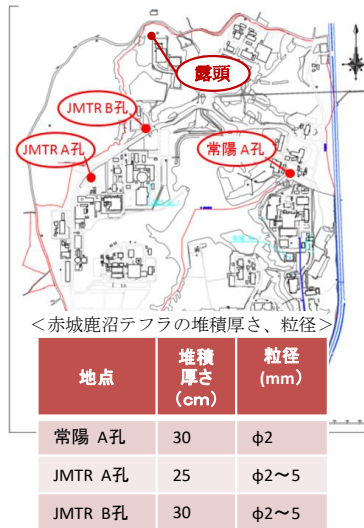 露頭
JMTR B孔
JMTR A孔
常陽 A孔
＜赤城鹿沼テフラの堆積厚さ、粒径＞
地点 堆積厚さ（cm） 粒径(mm)
常陽 A孔 30 φ2
JMTR A孔 25 φ2～5
JMTR B孔 30 φ2～5